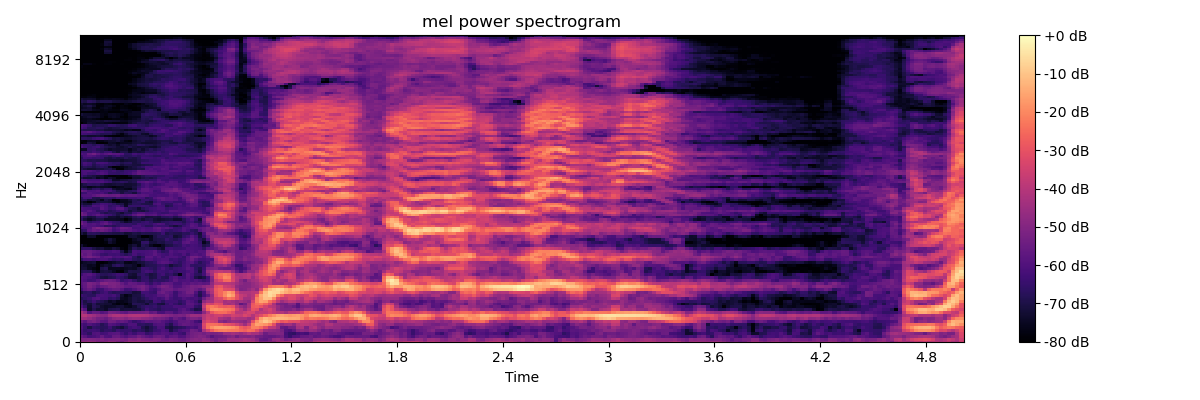 mel power spectrogram
8192
4096
2048
1024
512
0
Hz
0 0.6 1.2 1.8 2.4 3 3.6 4.2 4.8
Time
+0 dB
-10 dB
-20 dB
-30 dB
-40 dB
-50 dB
-60 dB
-70 dB
-80 dB